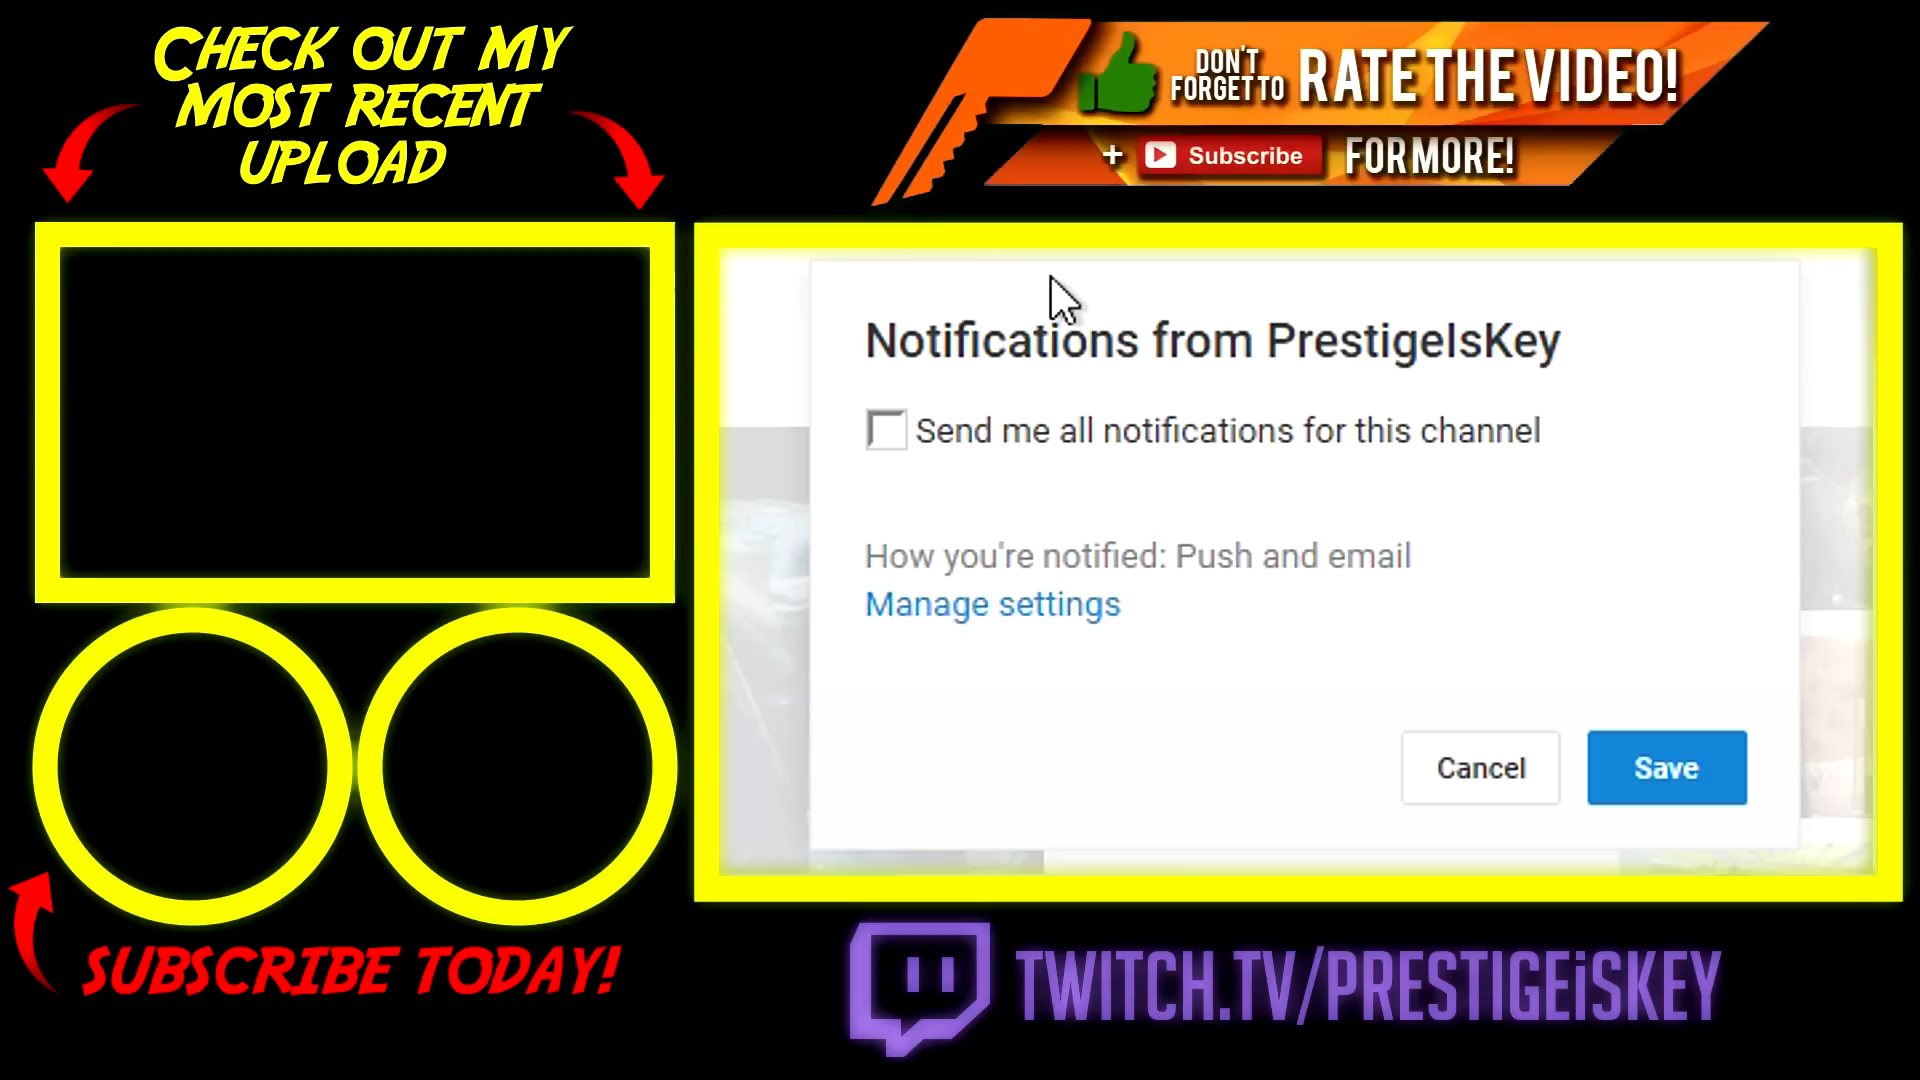 CHECK OUT MY
MOST RECENT
UPLOAD
DON'T
FORGET TO
RATE THE VIDEO!
+ Subscribe FOR MORE!
Notifications from PrestigeIsKey
Send me all notifications for this channel
How you're notified: Push and email
Manage settings
Cancel
Save
SUBSCRIBE TODAY!
TWITCH.TV/PRESTIGEiSKEY